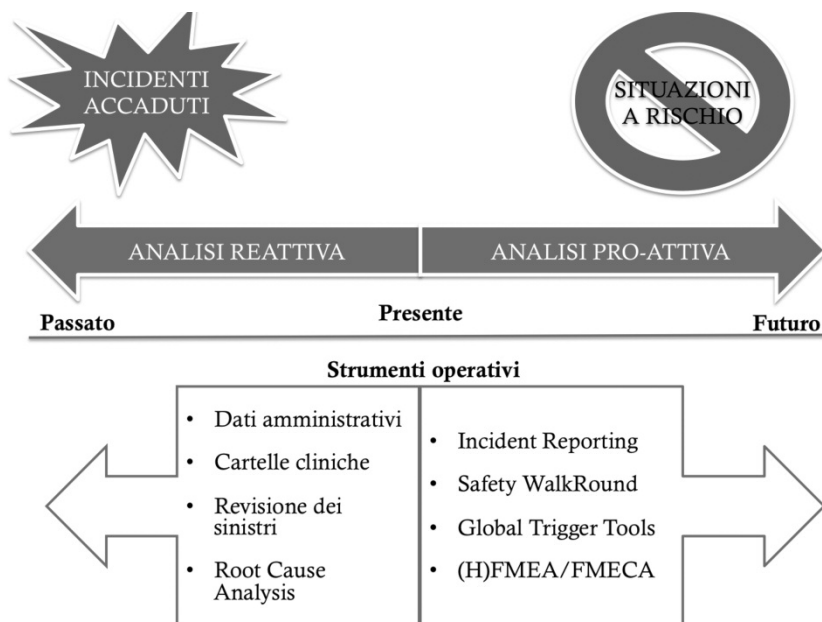 INCIDENTI
ACCADUTI
SITUAZIONI
A RISCHIO
ANALISI REATTIVA
ANALISI PRO-ATTIVA
Passato
Presente
Futuro
Strumenti operativi
• Dati amministrativi
• Cartelle cliniche
• Revisione dei
sinistri
• Root Cause
Analysis
• Incident Reporting
• Safety WalkRound
• Global Trigger Tools
• (H)FMEA/FMECA